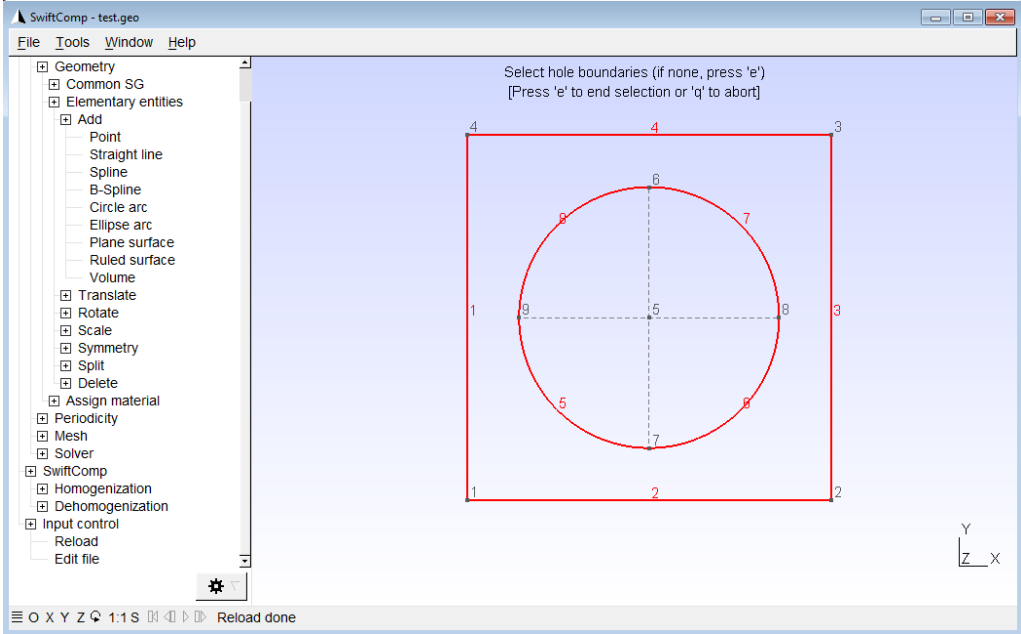 SwiftComp - test.geo
File Tools Window Help
Geometry
Common SG
Elementary entities
Add
Point
Straight line
Spline
B-Spline
Circle arc
Ellipse arc
Plane surface
Ruled surface
Volume
Translate
Rotate
Scale
Symmetry
Split
Delete
Assign material
Periodicity
Mesh
Solver
SwiftComp
Homogenization
Dehomogenization
Input control
Reload
Edit file
Select hole boundaries (if none, press 'e')
[Press 'e' to end selection or 'q' to abort]
4 4 3
6
8 7
1 9 5 8 3
5 6
7
1 2 2
Y
Z X
O X Y Z 1:1 S Reload done